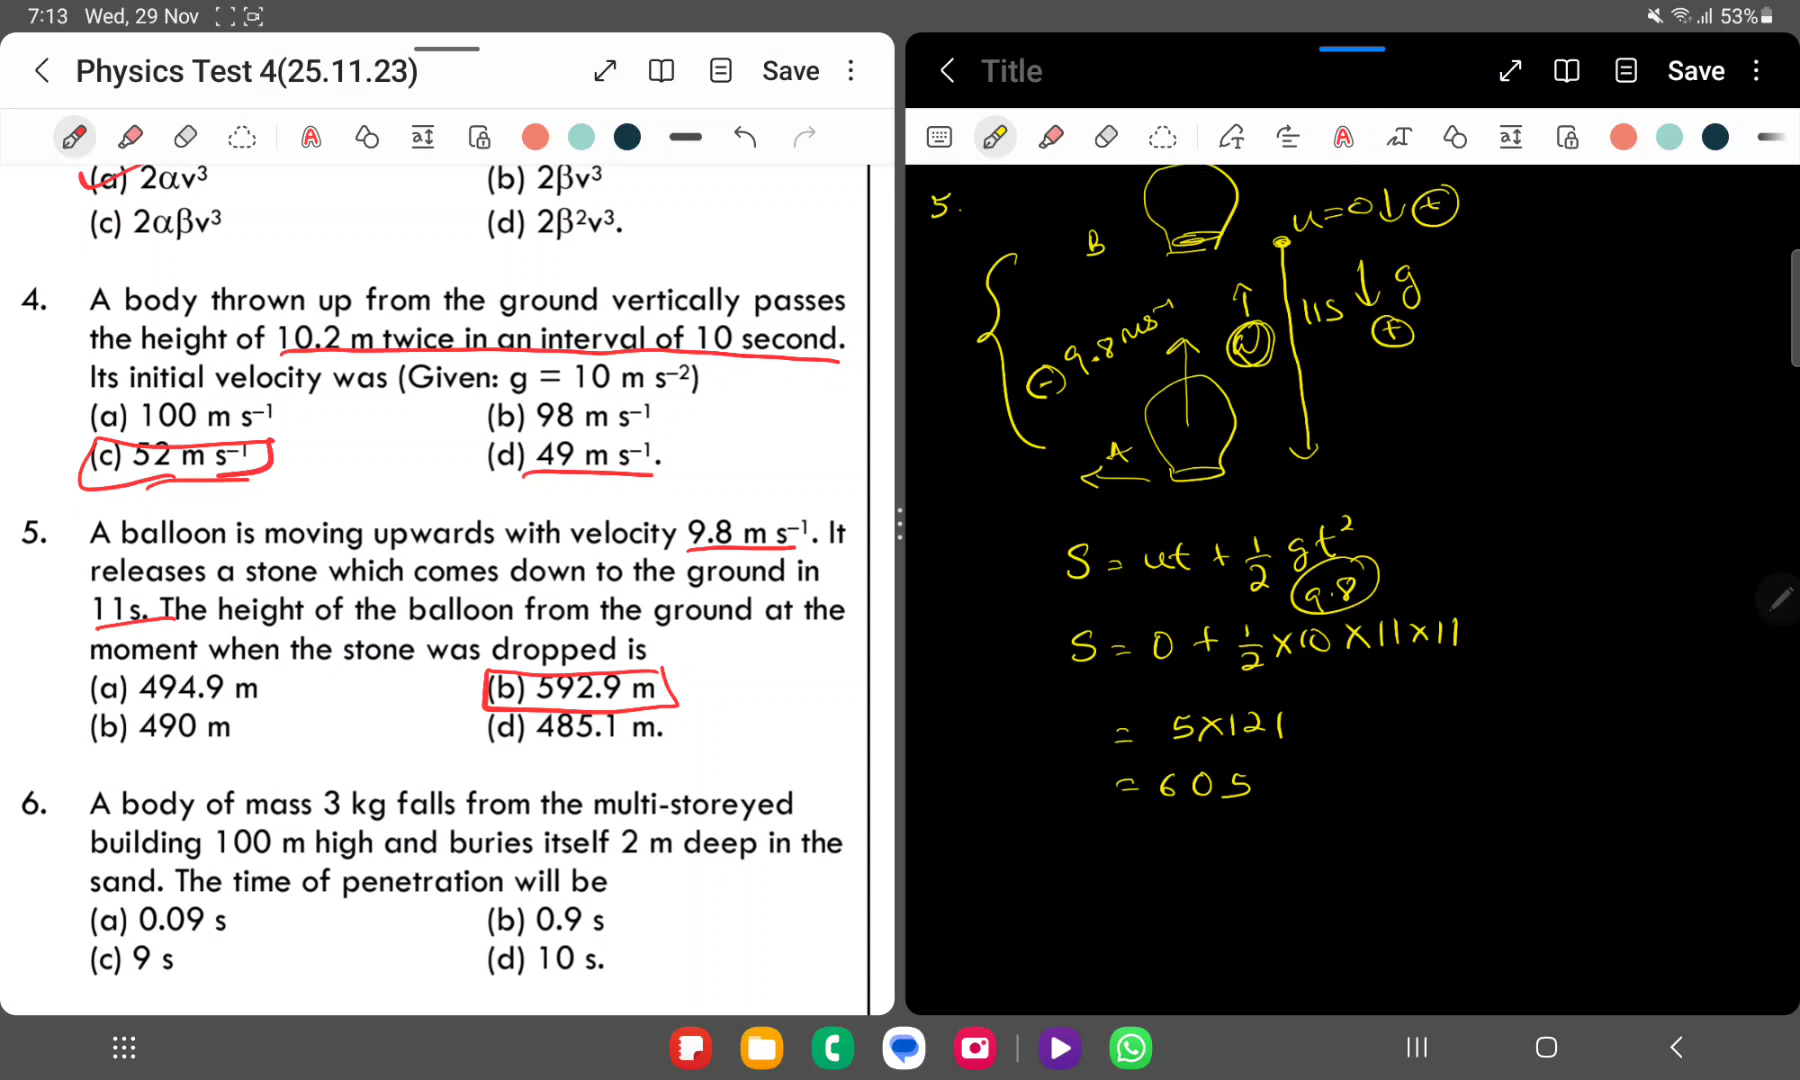 7:13 Wed, 29 Nov
53%
Physics Test 4(25.11.23)
Save
(a) 2αv³ (b) 2βv³
(c) 2αβv³ (d) 2β²v³.
4. A body thrown up from the ground vertically passes
the height of 10.2 m twice in an interval of 10 second.
Its initial velocity was (Given: g = 10 m s⁻²)
(a) 100 m s⁻¹ (b) 98 m s⁻¹
(c) 52 m s⁻¹ (d) 49 m s⁻¹.
5. A balloon is moving upwards with velocity 9.8 m s⁻¹. It
releases a stone which comes down to the ground in
11s. The height of the balloon from the ground at the
moment when the stone was dropped is
(a) 494.9 m (b) 592.9 m
(b) 490 m (d) 485.1 m.
6. A body of mass 3 kg falls from the multi-storeyed
building 100 m high and buries itself 2 m deep in the
sand. The time of penetration will be
(a) 0.09 s (b) 0.9 s
(c) 9 s (d) 10 s.
Title
Save
5.
u=0↓ (+)
B
11s ↓ g
(+)
(-) 9.8 ms⁻¹
A
S = ut + 1/2 gt²
9.8
S = 0 + 1/2 ×10 ×11×11
= 5×121
= 605